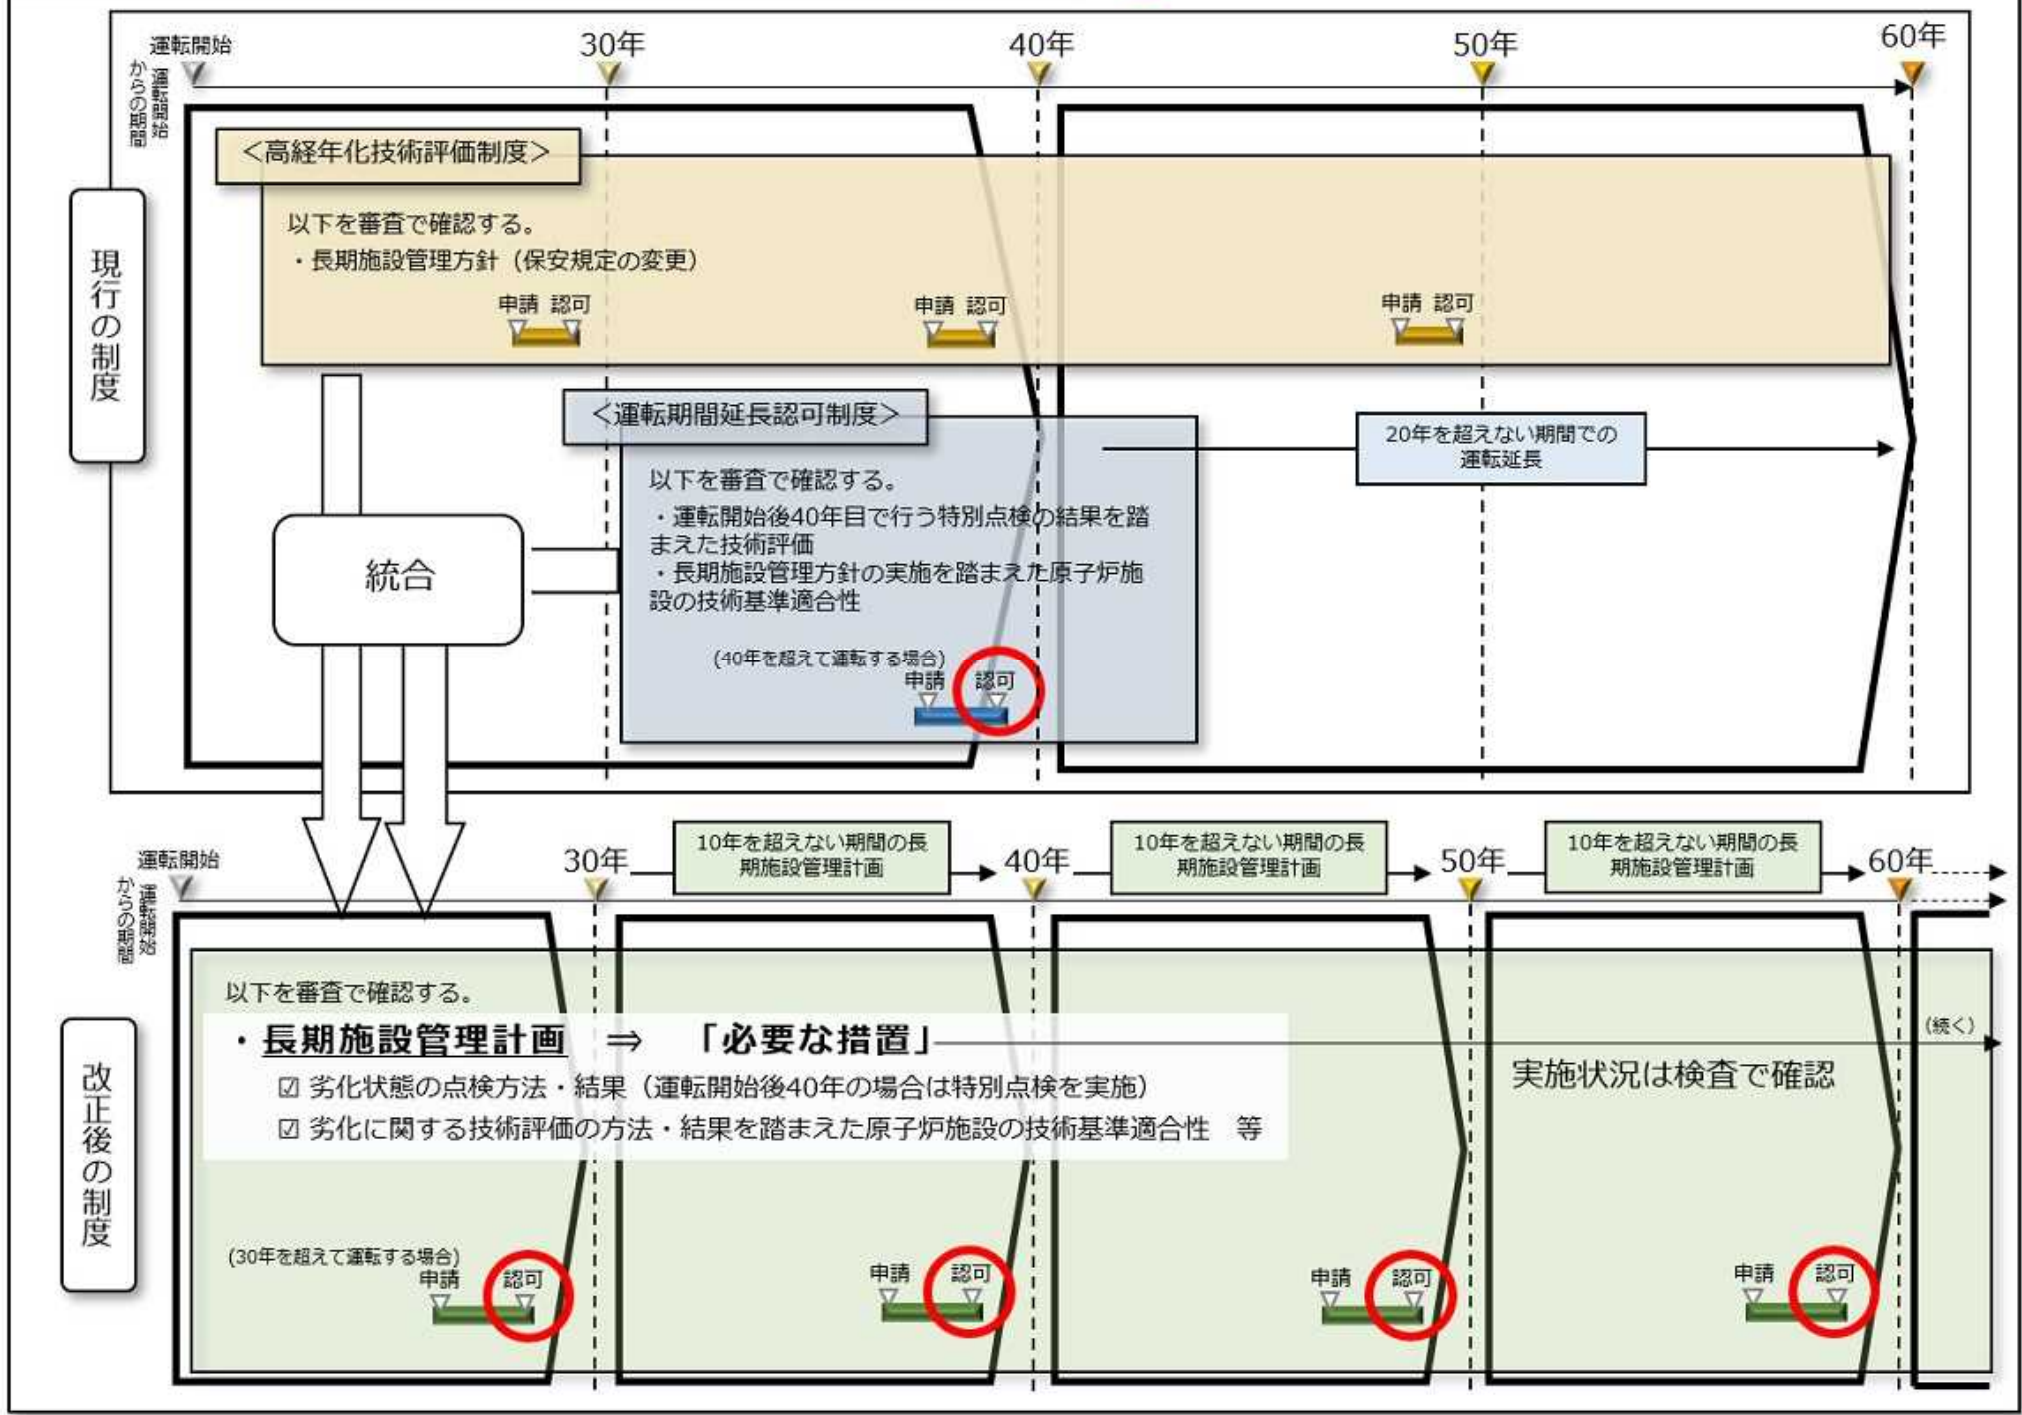 運転開始
30年
40年
50年
60年
運転開始
からの期間
現行の制度
<高経年化技術評価制度>
以下を審査で確認する。
・長期施設管理方針（保安規定の変更）
申請 認可
申請 認可
申請 認可
<運転期間延長認可制度>
以下を審査で確認する。
・運転開始後40年目で行う特別点検の結果を踏
まえた技術評価
・長期施設管理方針の実施を踏まえた原子炉施
設の技術基準適合性
(40年を超えて運転する場合)
申請 認可
20年を超えない期間での
運転延長
統合
運転開始
30年
10年を超えない期間の長
期施設管理計画
40年
10年を超えない期間の長
期施設管理計画
50年
10年を超えない期間の長
期施設管理計画
60年
運転開始
からの期間
改正後の制度
以下を審査で確認する。
・長期施設管理計画 ⇒ 「必要な措置」
☑ 劣化状態の点検方法・結果（運転開始後40年の場合は特別点検を実施）
☑ 劣化に関する技術評価の方法・結果を踏まえた原子炉施設の技術基準適合性 等
(続く)
実施状況は検査で確認
(30年を超えて運転する場合)
申請 認可
申請 認可
申請 認可
申請 認可